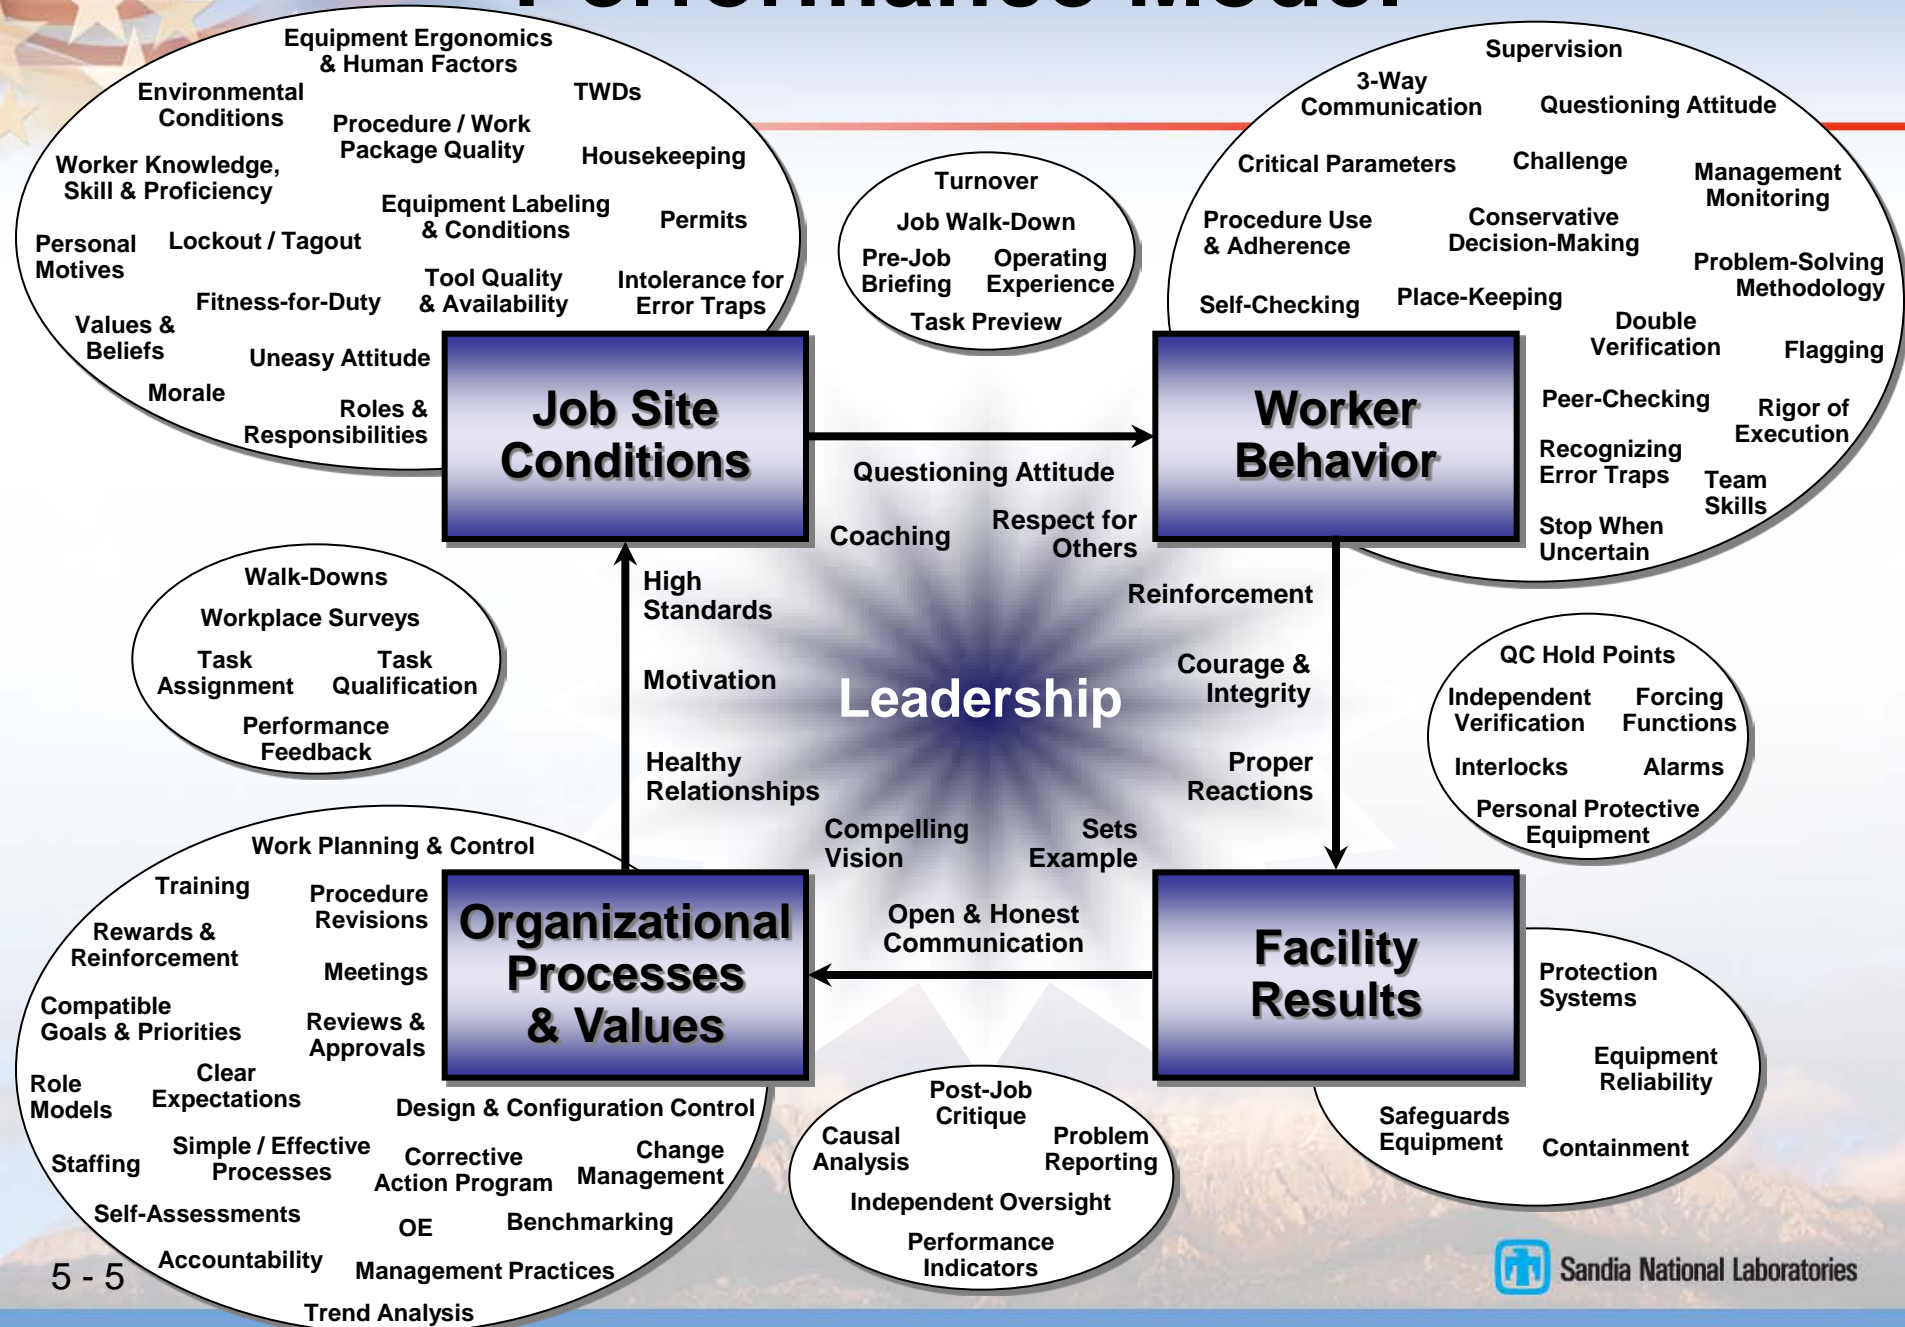 Performance Model
Equipment Ergonomics
& Human Factors
Environmental
Conditions
TWDs
Procedure / Work
Package Quality
Housekeeping
Worker Knowledge,
Skill & Proficiency
Equipment Labeling
& Conditions
Permits
Personal
Motives
Lockout / Tagout
Tool Quality
& Availability
Intolerance for
Error Traps
Fitness-for-Duty
Values &
Beliefs
Uneasy Attitude
Morale
Roles &
Responsibilities
Job Site
Conditions
Turnover
Job Walk-Down
Pre-Job
Briefing
Operating
Experience
Task Preview
Supervision
3-Way
Communication
Questioning Attitude
Critical Parameters
Challenge
Management
Monitoring
Procedure Use
& Adherence
Conservative
Decision-Making
Problem-Solving
Methodology
Self-Checking
Place-Keeping
Double
Verification
Flagging
Peer-Checking
Rigor of
Execution
Recognizing
Error Traps
Team
Skills
Stop When
Uncertain
Worker
Behavior
Questioning Attitude
Coaching
Respect for
Others
High
Standards
Reinforcement
Motivation
Courage &
Integrity
Leadership
Healthy
Relationships
Proper
Reactions
Compelling
Vision
Sets
Example
Open & Honest
Communication
Walk-Downs
Workplace Surveys
Task
Assignment
Task
Qualification
Performance
Feedback
QC Hold Points
Independent
Verification
Forcing
Functions
Interlocks
Alarms
Personal Protective
Equipment
Work Planning & Control
Training
Procedure
Revisions
Rewards &
Reinforcement
Meetings
Compatible
Goals & Priorities
Reviews &
Approvals
Role
Models
Clear
Expectations
Design & Configuration Control
Staffing
Simple / Effective
Processes
Corrective
Action Program
Change
Management
Self-Assessments
OE
Benchmarking
Accountability
Management Practices
Trend Analysis
Organizational
Processes
& Values
Facility
Results
Protection
Systems
Equipment
Reliability
Safeguards
Equipment
Containment
Post-Job
Critique
Causal
Analysis
Problem
Reporting
Independent Oversight
Performance
Indicators
5 - 5
Sandia National Laboratories